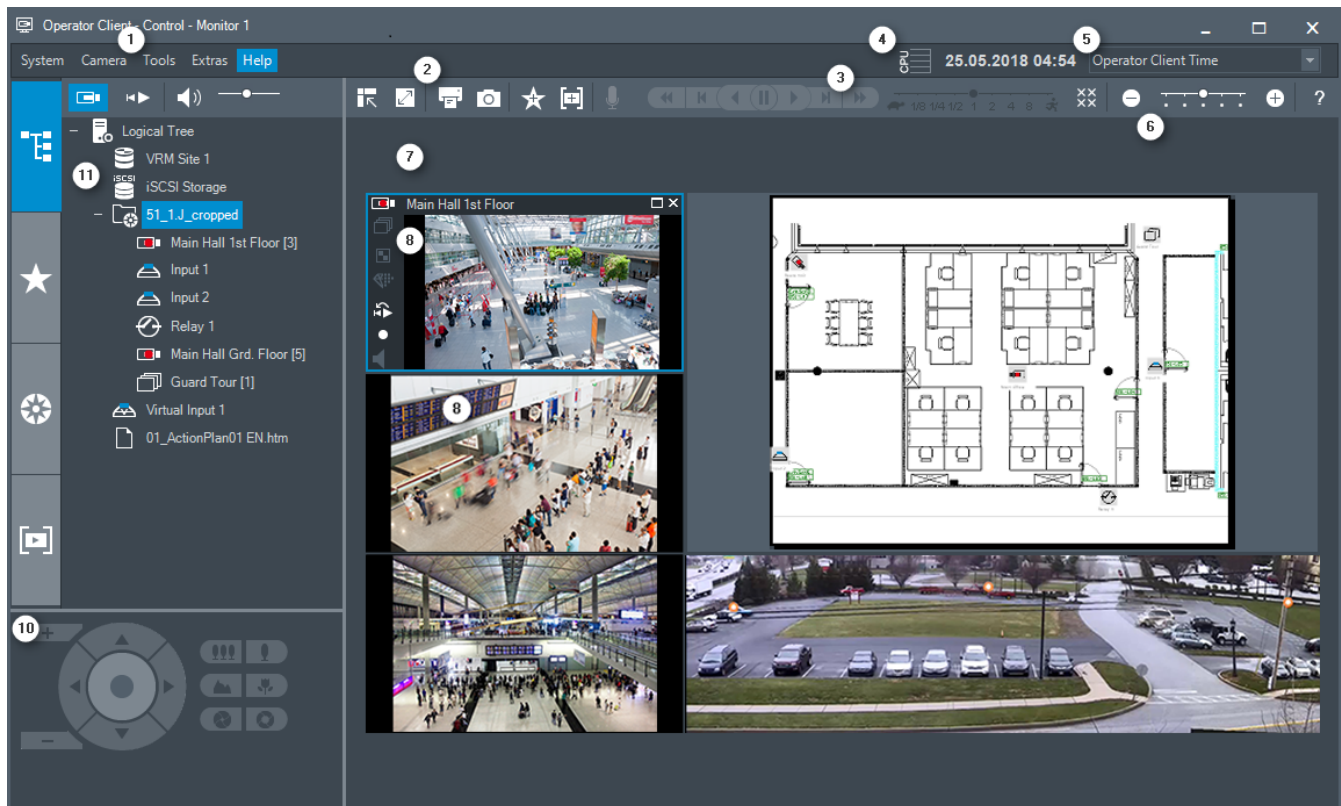 Operator Client - Control - Monitor 1
1
4
5
System Camera Tools Extras Help
CPU
25.05.2018 04:54
Operator Client Time
2
3
1/8 1/4 1/2 1 2 4 8
?
6
Logical Tree
VRM Site 1
11
iSCSI
iSCSI Storage
51_1.J_cropped
Main Hall 1st Floor [3]
Input 1
Input 2
Relay 1
Main Hall Grd. Floor [5]
Guard Tour [1]
Virtual Input 1
01_ActionPlan01 EN.htm
7
Main Hall 1st Floor
8
8
Relay 1
10